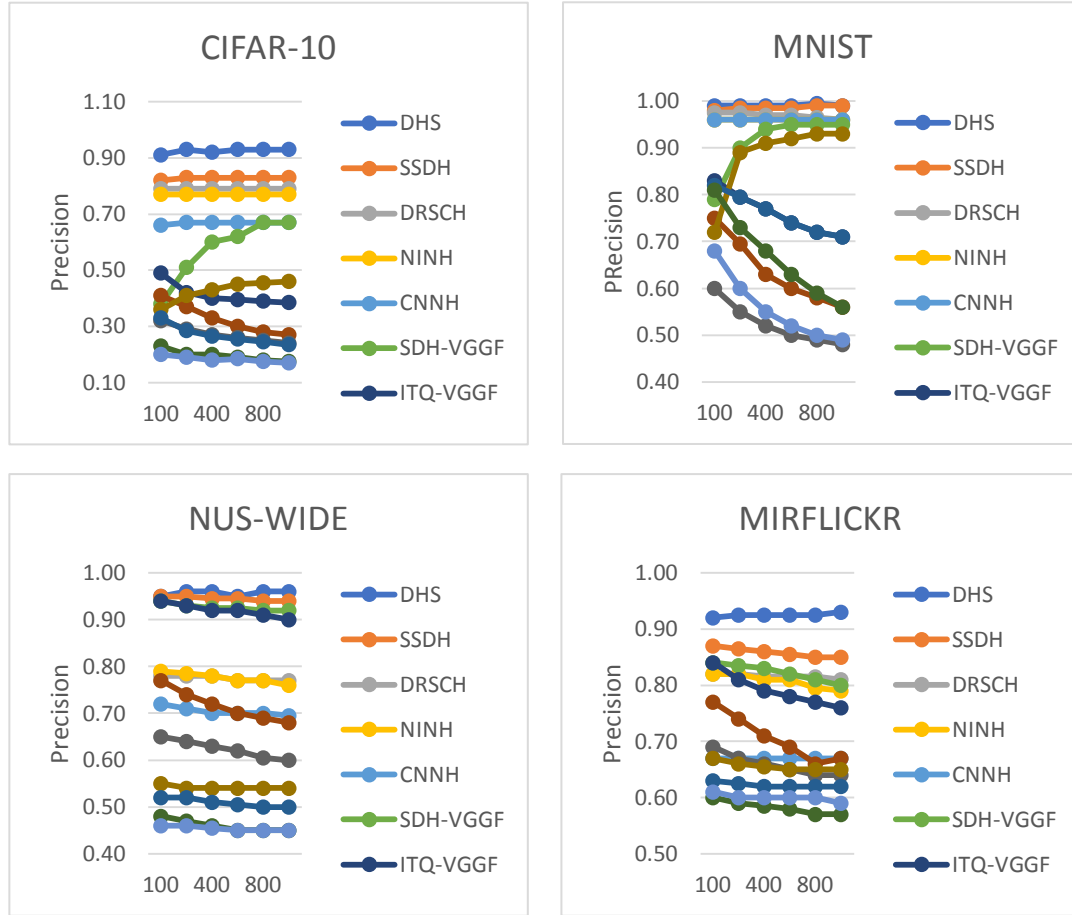 CIFAR-10
Precision
1.10
0.90
0.70
0.50
0.30
0.10
100 400 800
DHS
SSDH
DRSCH
NINH
CNNH
SDH-VGGF
ITQ-VGGF
MNIST
PRecision
1.00
0.90
0.80
0.70
0.60
0.50
0.40
100 400 800
DHS
SSDH
DRSCH
NINH
CNNH
SDH-VGGF
ITQ-VGGF
NUS-WIDE
Precision
1.00
0.90
0.80
0.70
0.60
0.50
0.40
100 400 800
DHS
SSDH
DRSCH
NINH
CNNH
SDH-VGGF
ITQ-VGGF
MIRFLICKR
Precision
1.00
0.90
0.80
0.70
0.60
0.50
100 400 800
DHS
SSDH
DRSCH
NINH
CNNH
SDH-VGGF
ITQ-VGGF